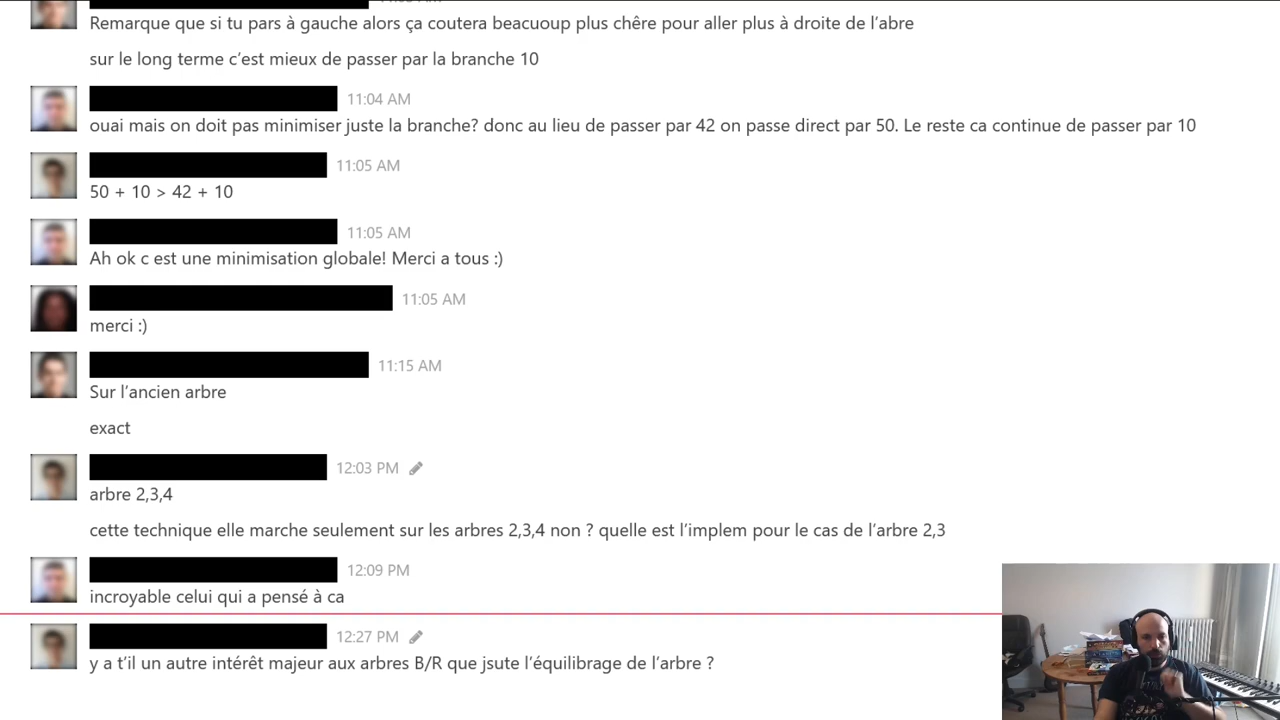 Remarque que si tu pars à gauche alors ça coutera beacuoup plus chêre pour aller plus à droite de l'abre
sur le long terme c'est mieux de passer par la branche 10
11:04 AM
ouai mais on doit pas minimiser juste la branche? donc au lieu de passer par 42 on passe direct par 50. Le reste ca continue de passer par 10
11:05 AM
50 + 10 > 42 + 10
11:05 AM
Ah ok c est une minimisation globale! Merci a tous :)
11:05 AM
merci :)
11:15 AM
Sur l'ancien arbre
exact
12:03 PM
arbre 2,3,4
cette technique elle marche seulement sur les arbres 2,3,4 non ? quelle est l'implem pour le cas de l'arbre 2,3
12:09 PM
incroyable celui qui a pensé à ca
12:27 PM
y a t'il un autre intérêt majeur aux arbres B/R que jsute l'équilibrage de l'arbre ?